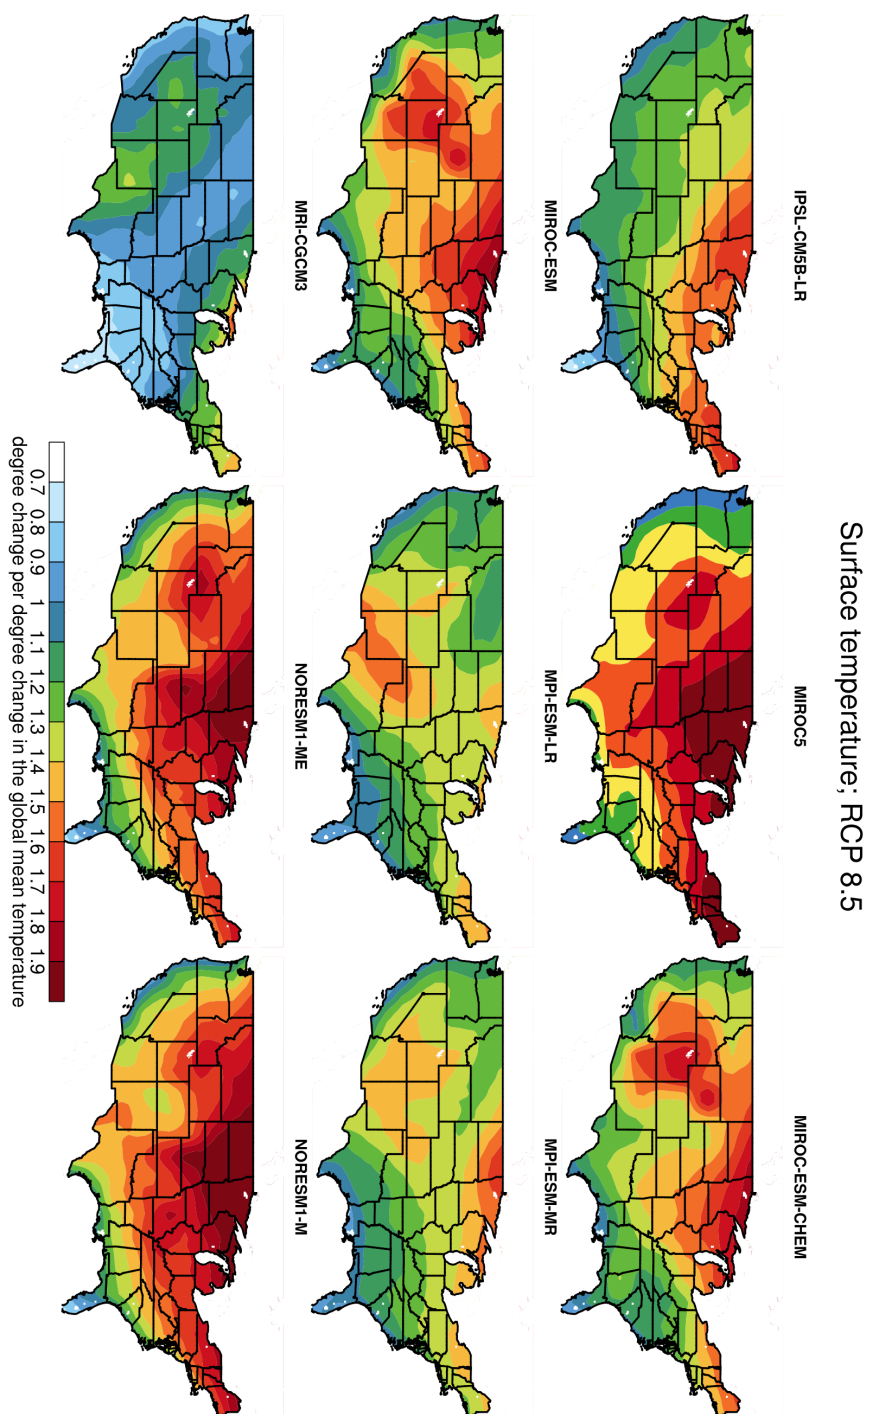 Surface temperature; RCP 8.5
IPSL-CM5B-LR
MIROC5
MIROC-ESM-CHEM
MIROC-ESM
MPI-ESM-LR
MPI-ESM-MR
MRI-CGCM3
NORESM1-ME
NORESM1-M
0.7 0.8 0.9 1 1.1 1.2 1.3 1.4 1.5 1.6 1.7 1.8 1.9
degree change per degree change in the global mean temperature